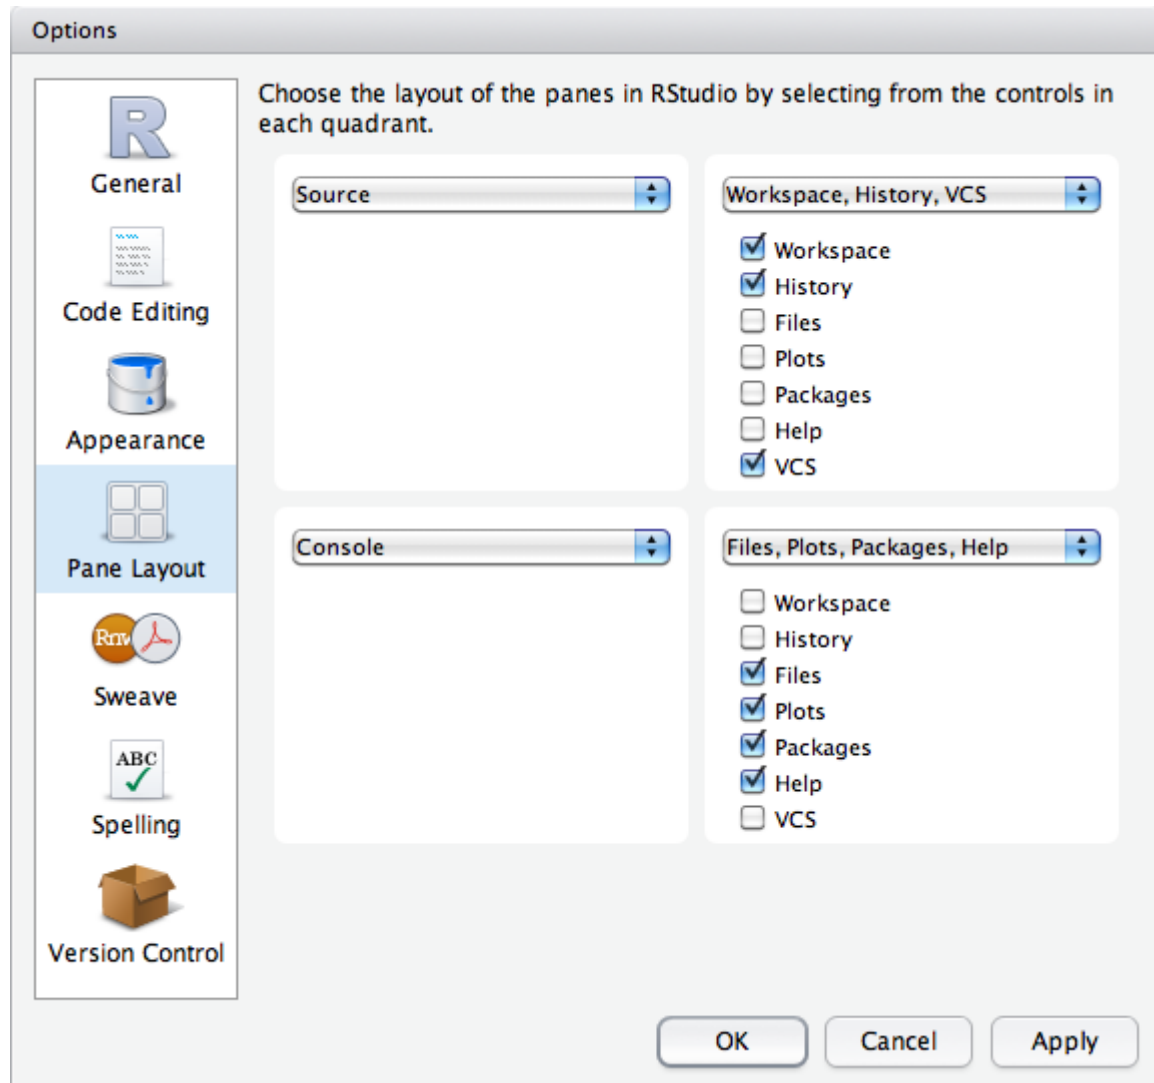 Options
Choose the layout of the panes in RStudio by selecting from the controls in
each quadrant.
R
General
Code Editing
Appearance
Pane Layout
Rnw
Sweave
ABC
Spelling
Version Control
Source
Workspace, History, VCS
Workspace
History
Files
Plots
Packages
Help
VCS
Console
Files, Plots, Packages, Help
Workspace
History
Files
Plots
Packages
Help
VCS
OK
Cancel
Apply